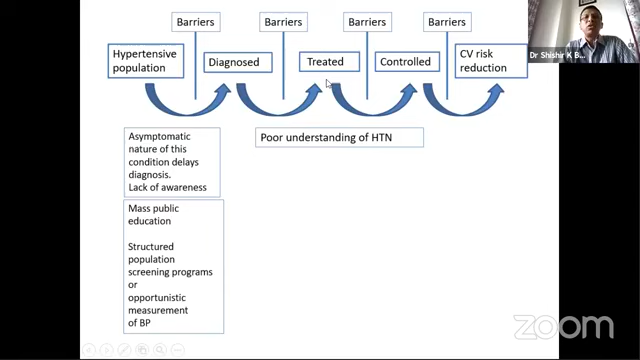 Barriers
Barriers
Barriers
Barriers
Hypertensive
population
Diagnosed
Treated
Controlled
CV risk
reduction
Asymptomatic
nature of this
condition delays
diagnosis.
Lack of awareness
Poor understanding of HTN
Mass public
education
Structured
population
screening programs
or
opportunistic
measurement
of BP
Dr Shishir K B...
zoom